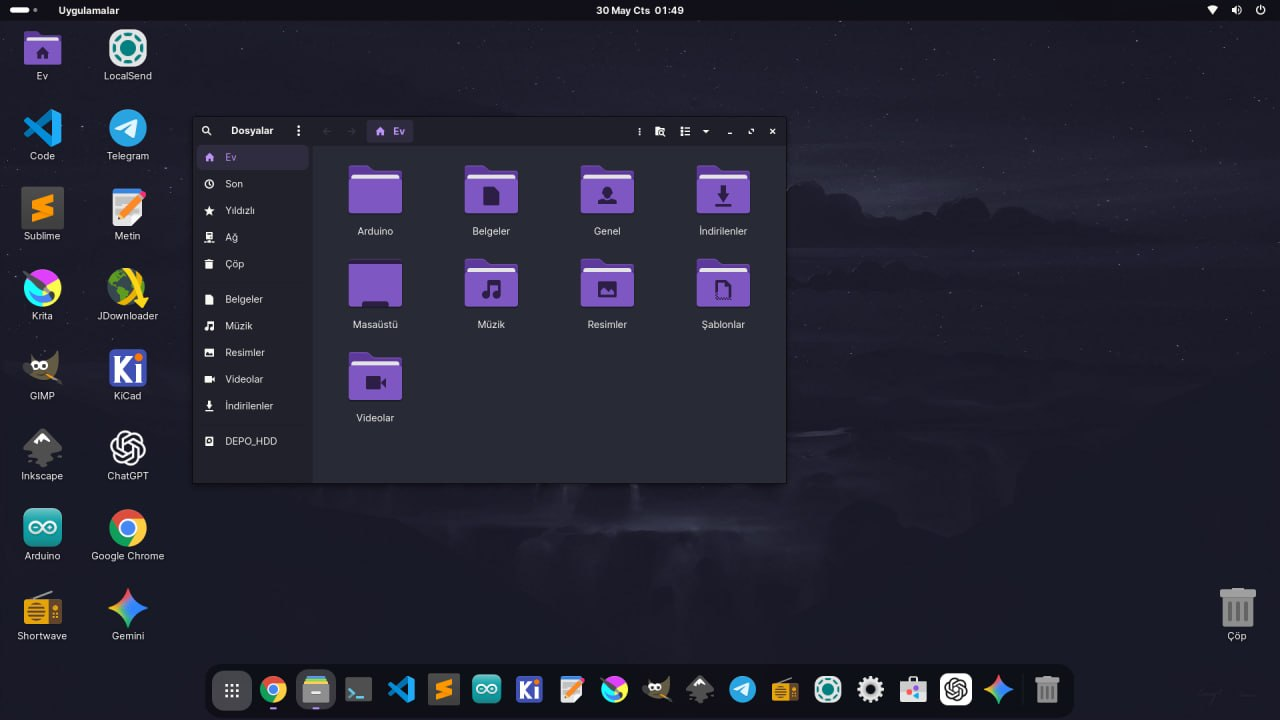 Uygulamalar
30 May Cts 01:49
Ev
LocalSend
Code
Telegram
Sublime
Metin
Krita
JDownloader
GIMP
KiCad
Inkscape
ChatGPT
Arduino
Google Chrome
Shortwave
Gemini
Dosyalar
Ev
Ev
Son
Yıldızlı
Ağ
Çöp
Belgeler
Müzik
Resimler
Videolar
İndirilenler
DEPO_HDD
Arduino
Belgeler
Genel
İndirilenler
Masaüstü
Müzik
Resimler
Şablonlar
Videolar
Çöp
Ki
Ki